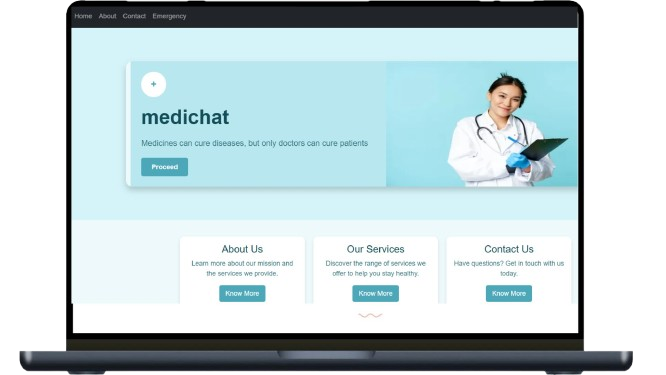 Home About Contact Emergency
+
medichat
Medicines can cure diseases, but only doctors can cure patients
Proceed
About Us
Learn more about our mission and
the services we provide.
Know More
Our Services
Discover the range of services we
offer to help you stay healthy.
Know More
Contact Us
Have questions? Get in touch with us
today.
Know More